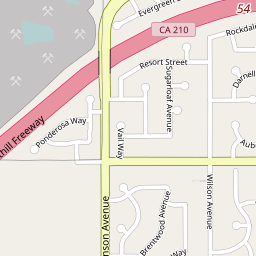 Evergreen
54
CA 210
Rockdale
Resort Street
Sugarloaf Avenue
Darnell
Ponderosa Way
Vail Way
hill Freeway
Aub
nson Avenue
Brentwood Avenue
Wilson Avenue
Way